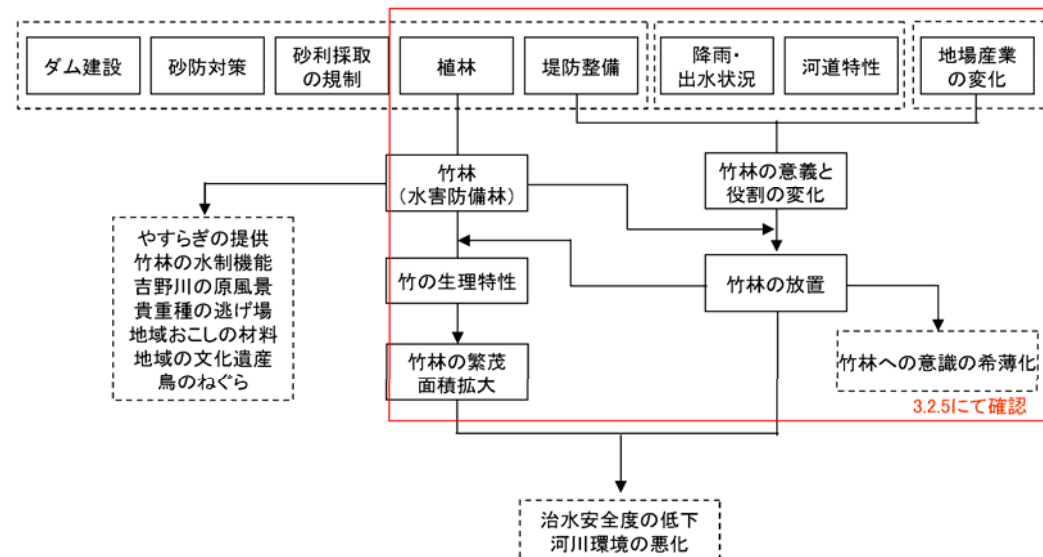 ダム建設
砂防対策
砂利採取
の規制
植林
堤防整備
降雨・
出水状況
河道特性
地場産業
の変化
竹林
(水害防備林)
竹林の意義と
役割の変化
やすらぎの提供
竹林の水制機能
吉野川の原風景
貴重種の逃げ場
地域おこしの材料
地域の文化遺産
鳥のねぐら
竹の生理特性
竹林の放置
竹林の繁茂
面積拡大
竹林への意識の希薄化
3.2.5にて確認
治水安全度の低下
河川環境の悪化